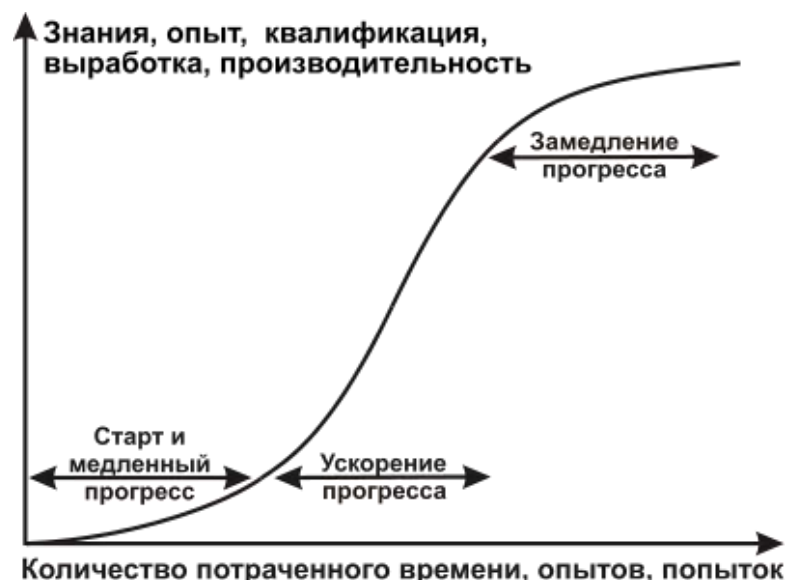 Знания, опыт, квалификация,
выработка, производительность
Замедление
прогресса
Старт и
медленный
прогресс
Ускорение
прогресса
Количество потраченного времени, опытов, попыток